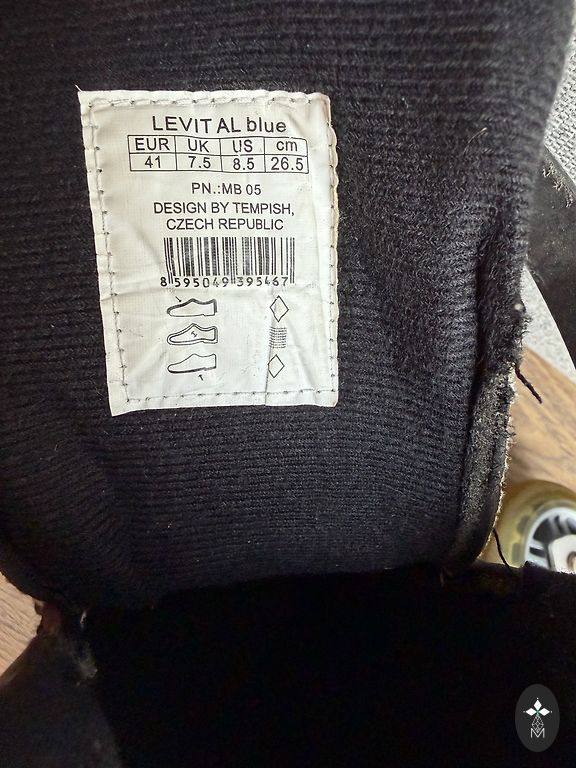 LEVIT AL blue
EUR UK US cm
41 7.5 8.5 26.5
PN.:MB 05
DESIGN BY TEMPISH,
CZECH REPUBLIC
8 595049 395467
M